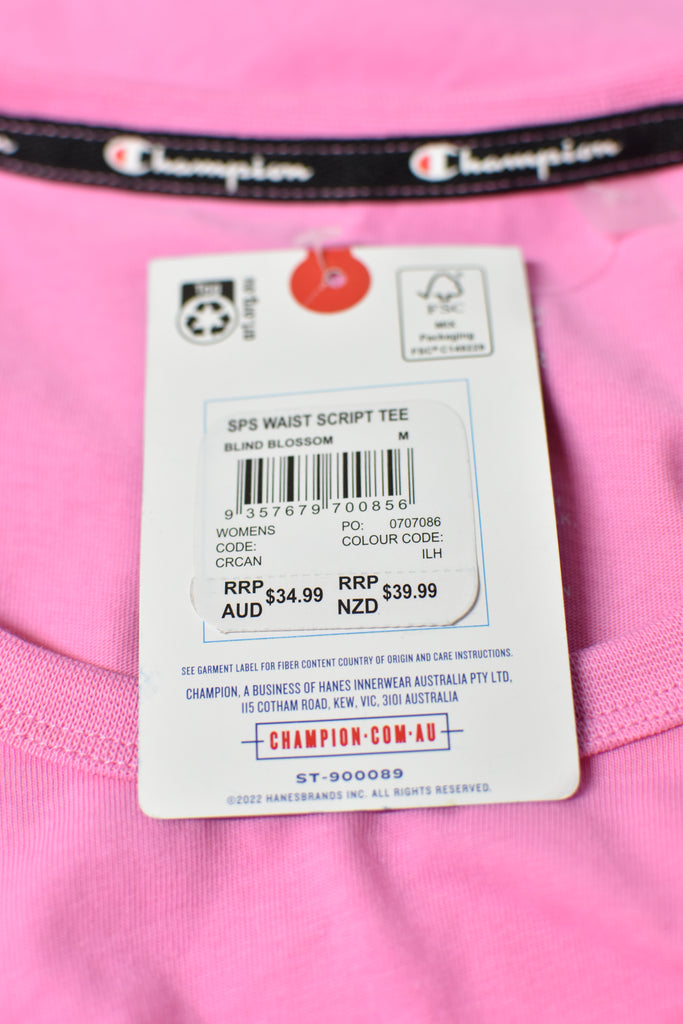 Champion Champion
FSC
MIX
Packaging
FSC® C148229
SPS WAIST SCRIPT TEE
BLIND BLOSSOM M
9 357679 700856
WOMENS PO: 0707086
CODE: COLOUR CODE:
CRCAN ILH
RRP AUD $34.99 RRP NZD $39.99
SEE GARMENT LABEL FOR FIBER CONTENT COUNTRY OF ORIGIN AND CARE INSTRUCTIONS.
CHAMPION, A BUSINESS OF HANES INNERWEAR AUSTRALIA PTY LTD,
115 COTHAM ROAD, KEW, VIC, 3101 AUSTRALIA
CHAMPION·COM·AU
ST-900089
©2022 HANESBRANDS INC. ALL RIGHTS RESERVED.